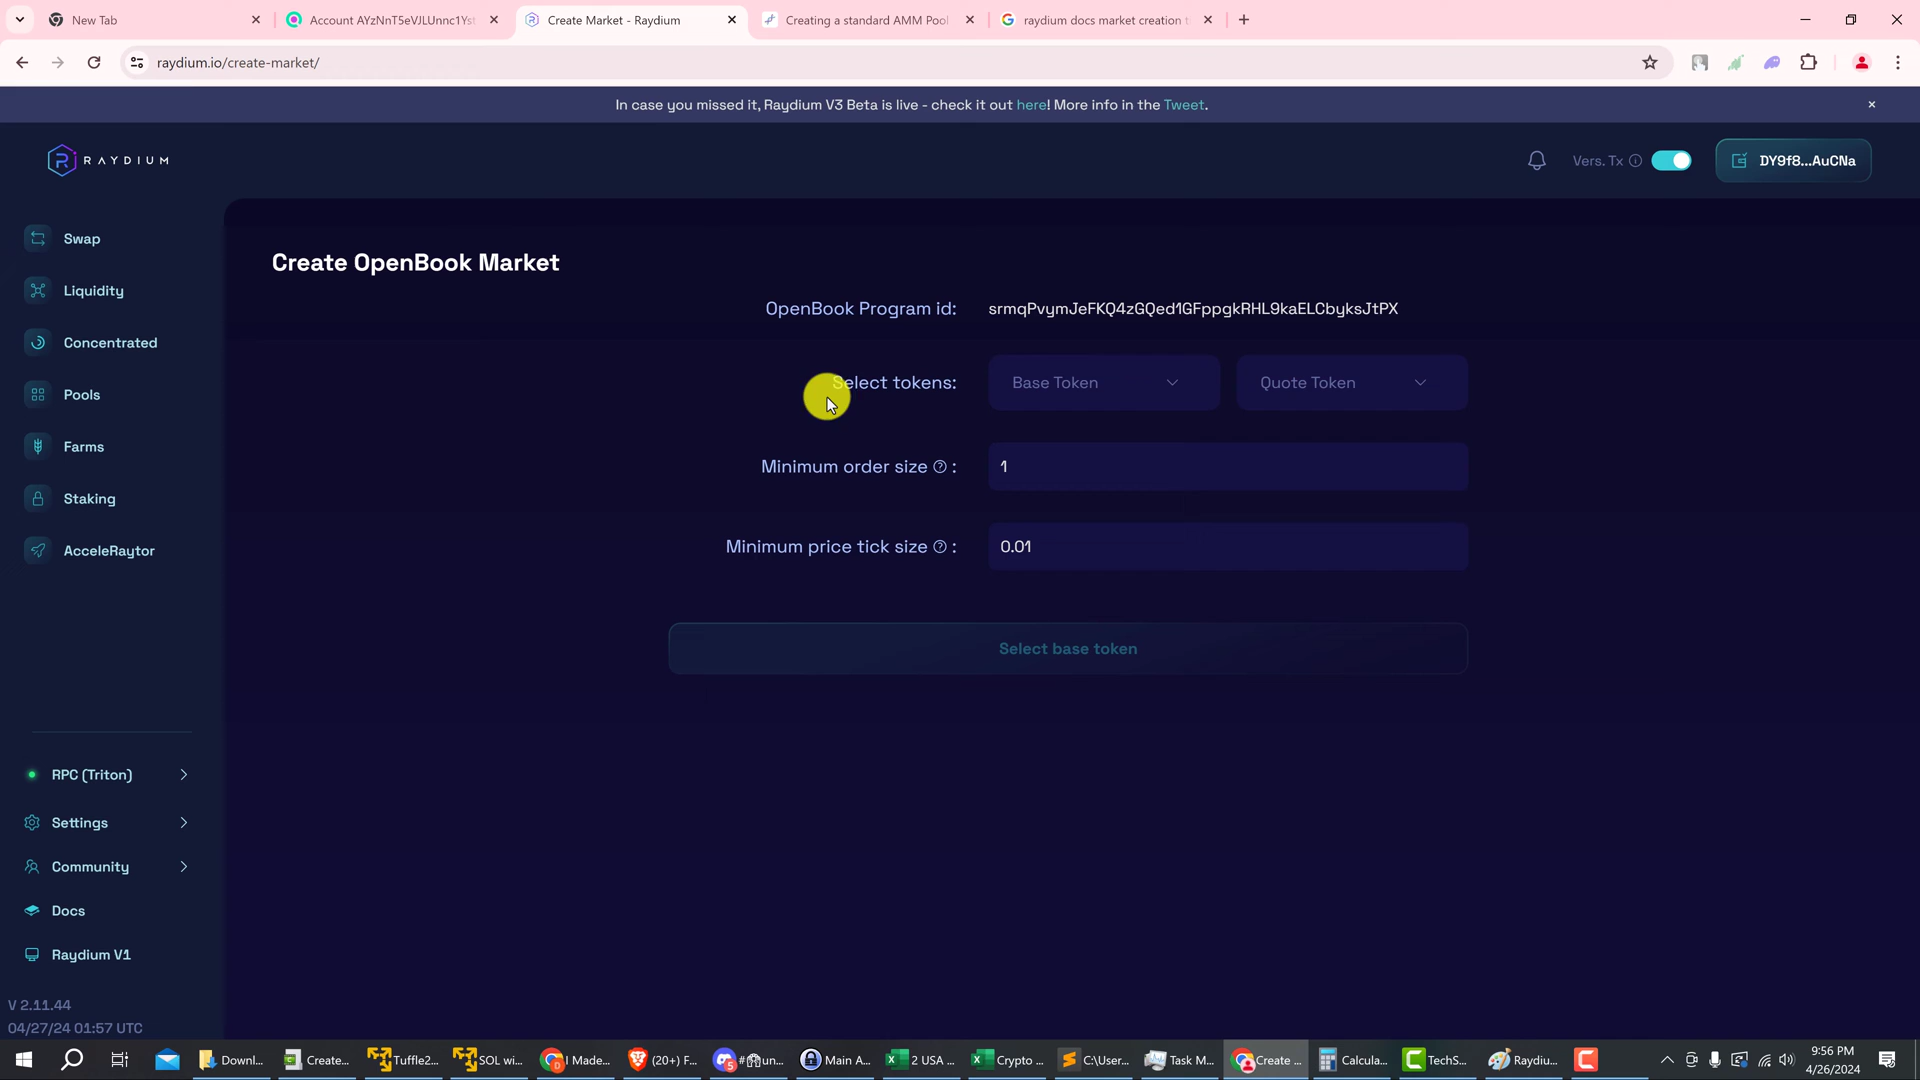 New Tab
Account AYzNnT5eVJLUnnc1Yst
Create Market - Raydium
Creating a standard AMM Pool
raydium docs market creation t
raydium.io/create-market/
In case you missed it, Raydium V3 Beta is live - check it out here! More info in the Tweet.
RAYDIUM
Vers. Tx
DY9f8...AuCNa
Swap
Liquidity
Concentrated
Pools
Farms
Staking
AcceleRaytor
Create OpenBook Market
OpenBook Program id: srmqPvymJeFKQ4zGQed1GFppgkRHL9kaELCbyksJtPX
Select tokens: Base Token Quote Token
Minimum order size ? : 1
Minimum price tick size ? : 0.01
Select base token
RPC (Triton)
Settings
Community
Docs
Raydium V1
V 2.11.44
04/27/24 01:57 UTC
Downl...
Create...
Tuffle2...
SOL wi...
I Made...
(20+) F...
Main A...
2 USA ...
Crypto ...
C:\User...
Task M...
Create ...
Calcula...
TechS...
Raydiu...
9:56 PM
4/26/2024